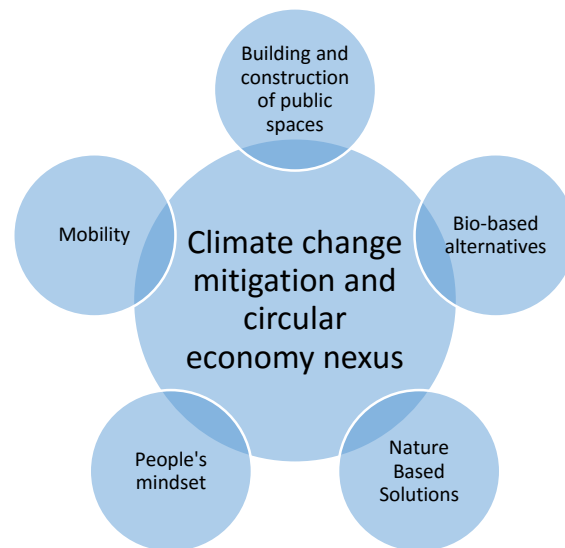 Building and
construction
of public
spaces
Mobility
Climate change
mitigation and
circular
economy nexus
Bio-based
alternatives
People's
mindset
Nature
Based
Solutions